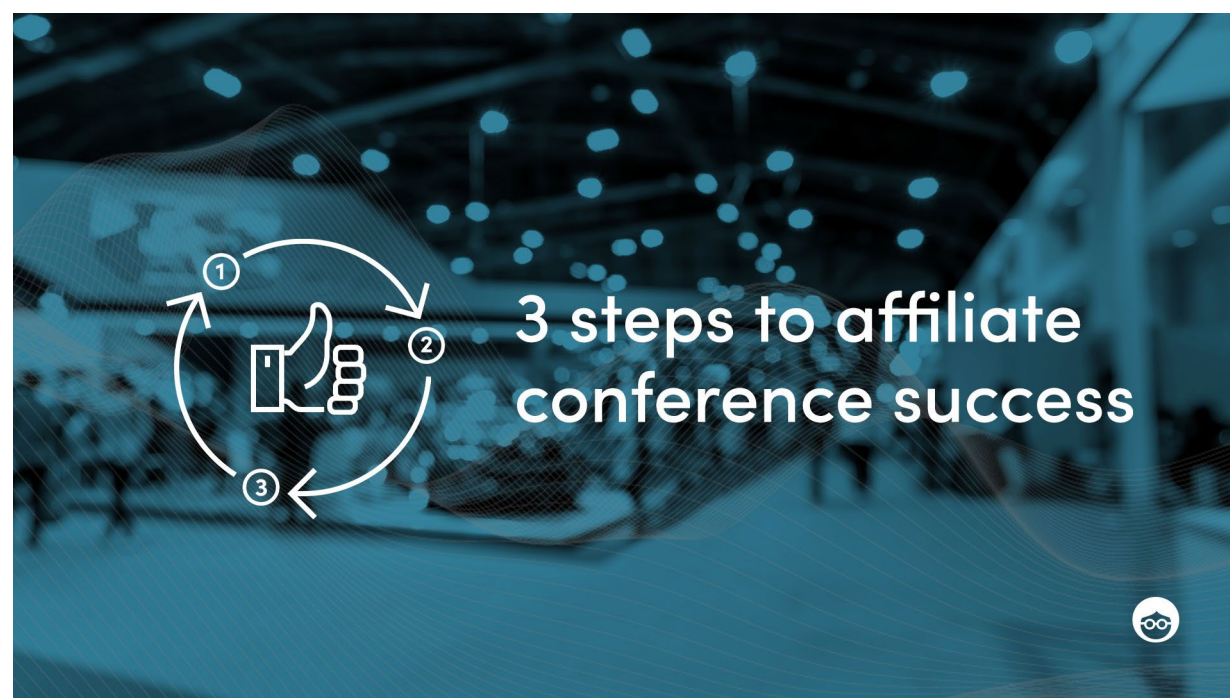 1
2
3
3 steps to affiliate
conference success